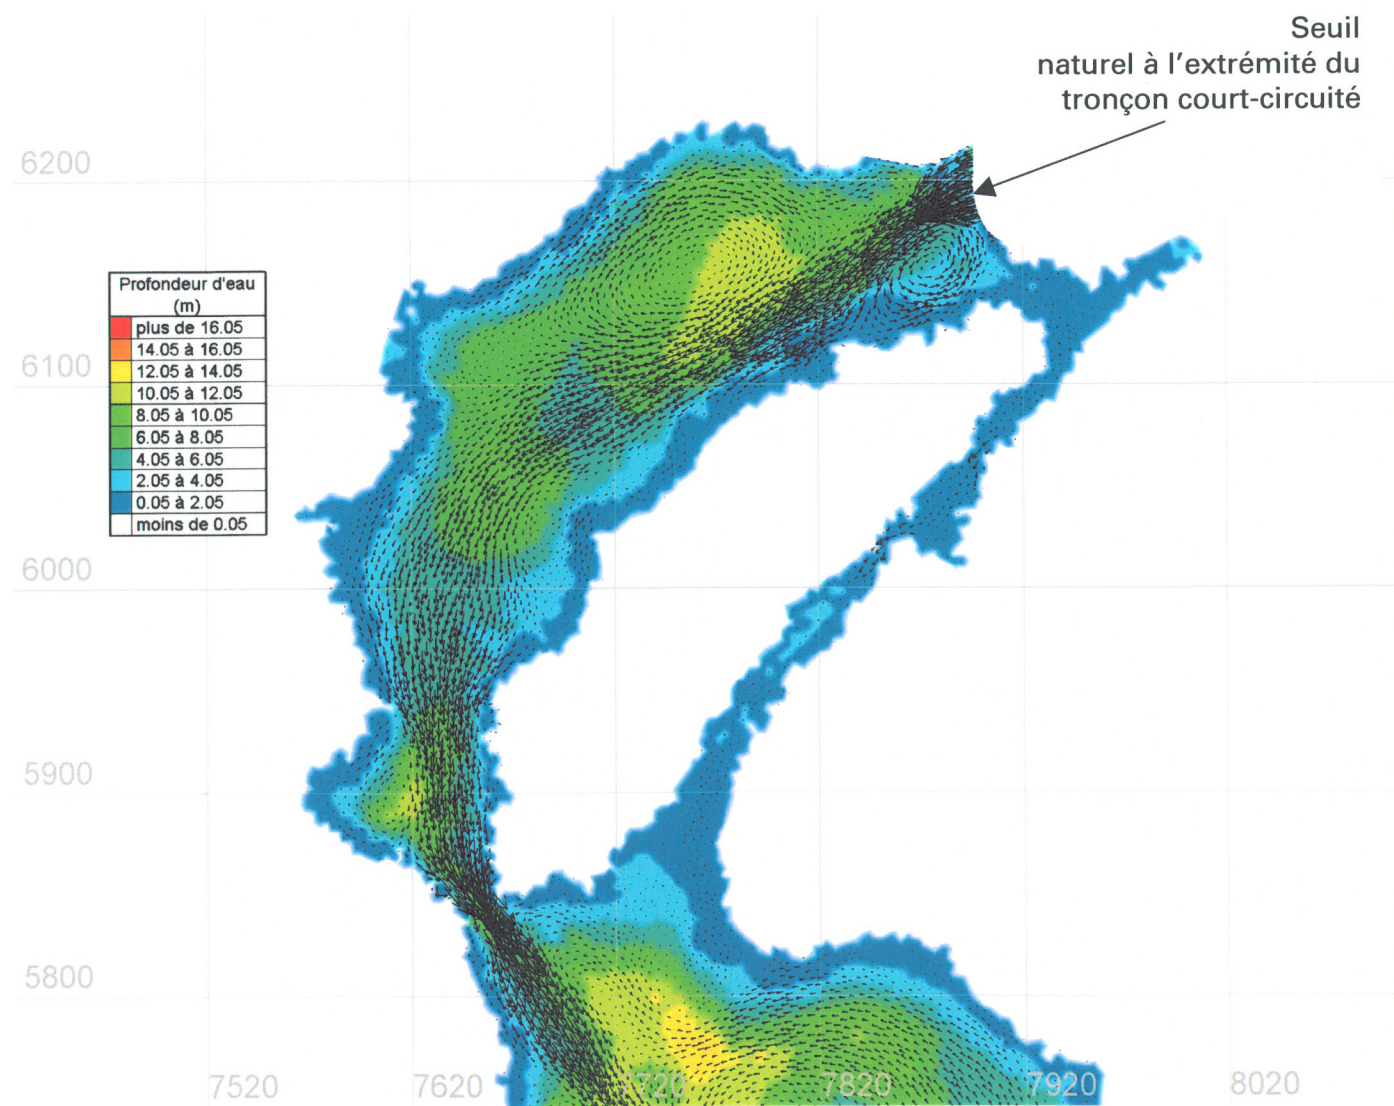 Seuil
naturel à l'extrémité du
tronçon court-circuité
6200
6100
6000
5900
5800
Profondeur d'eau
(m)
plus de 16.05
14.05 à 16.05
12.05 à 14.05
10.05 à 12.05
8.05 à 10.05
6.05 à 8.05
4.05 à 6.05
2.05 à 4.05
0.05 à 2.05
moins de 0.05
7520 7620 7720 7820 7920 8020